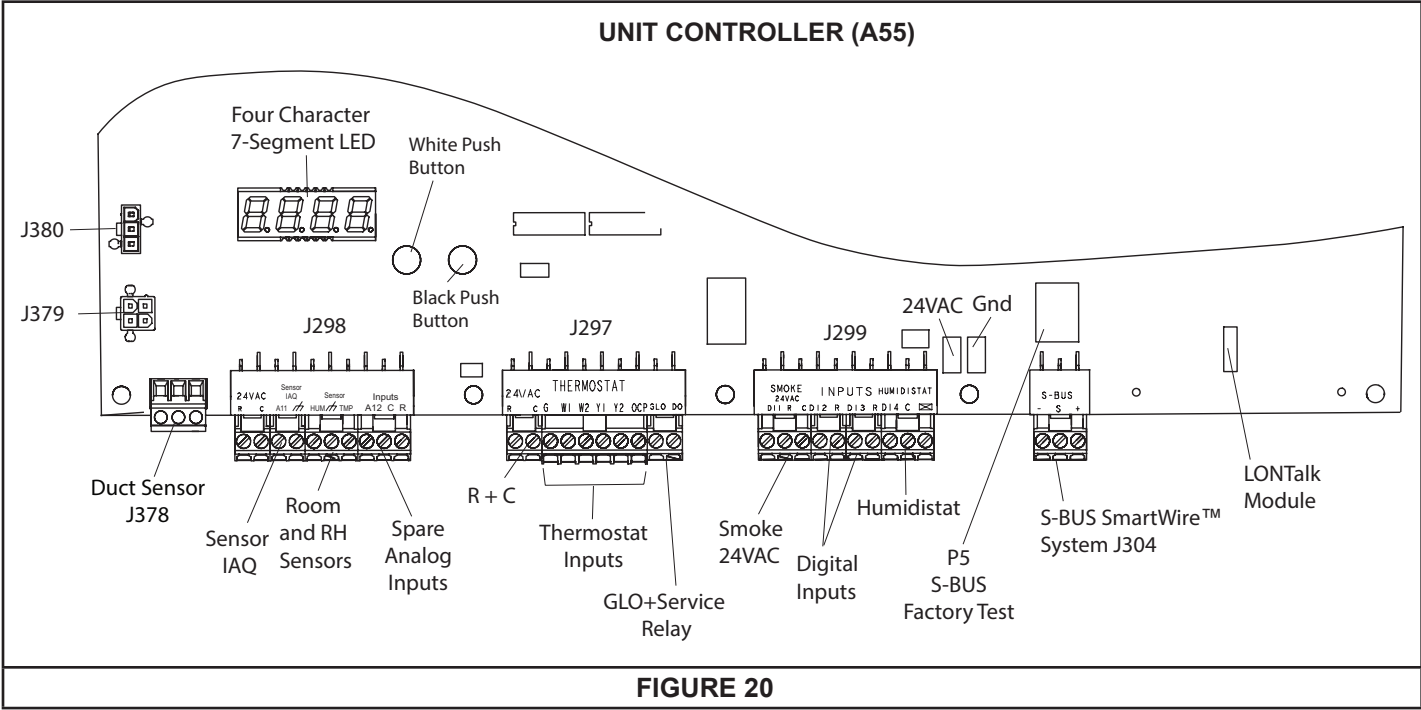 UNIT CONTROLLER (A55)
Four Character
7-Segment LED
White Push
Button
J380
J379
Black Push
Button
24VAC
Gnd
J298
J297
J299
24VAC
R C
Sensor
IAQ
A11
Sensor
HUM TMP
Inputs
A12 C R
24VAC
R C
THERMOSTAT
G W1 W2 Y1 Y2 OCP GLO DO
SMOKE
24VAC
DI1 R C
INPUTS
DI2 R DI3 R
HUMIDISTAT
DI4 C
S-BUS
- S +
Duct Sensor
J378
Sensor
IAQ
Room
and RH
Sensors
Spare
Analog
Inputs
R + C
Thermostat
Inputs
GLO+Service
Relay
Smoke
24VAC
Digital
Inputs
Humidistat
P5
S-BUS
Factory Test
S-BUS SmartWire™
System J304
LONTalk
Module
FIGURE 20